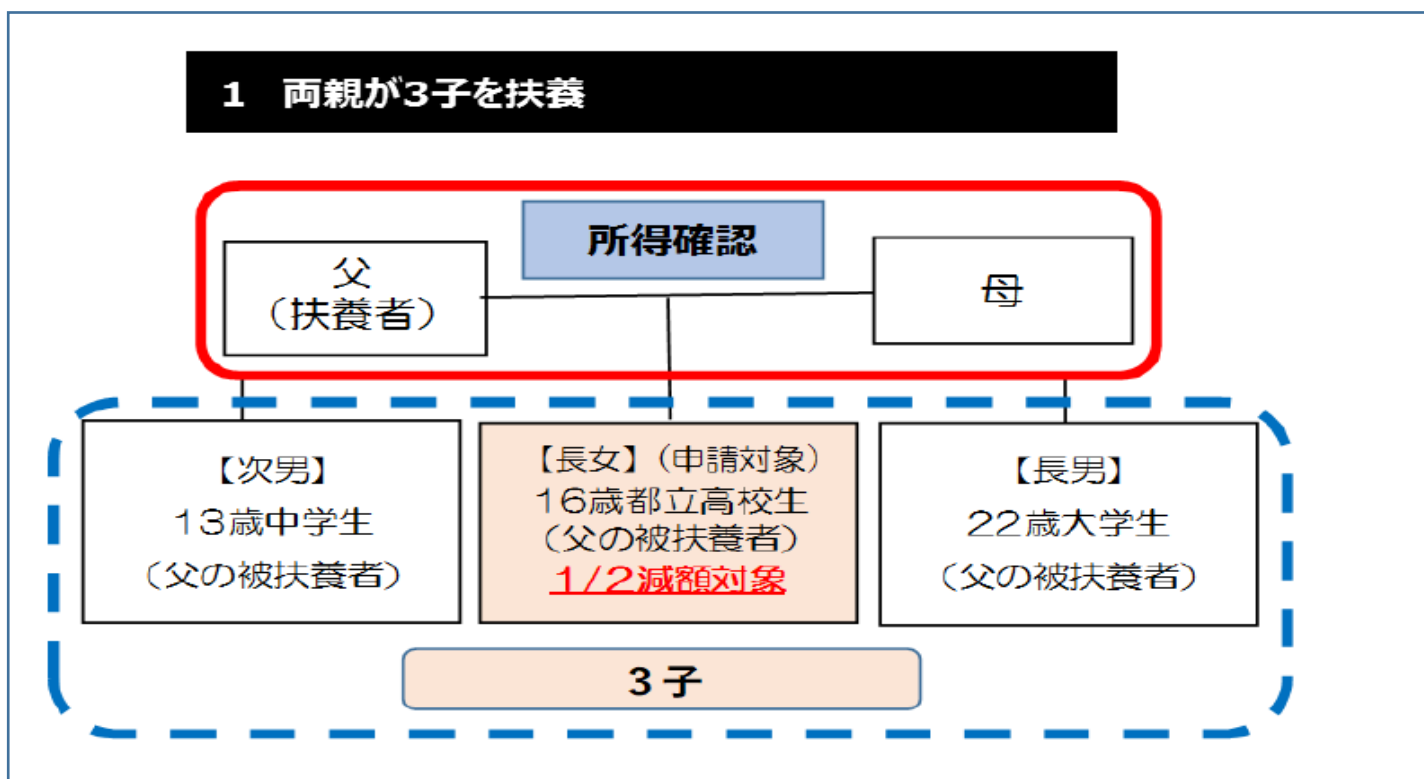 1 両親が3子を扶養
所得確認
父
（扶養者）
母
【次男】
13歳中学生
（父の被扶養者）
【長女】（申請対象）
16歳都立高校生
（父の被扶養者）
1/2減額対象
【長男】
22歳大学生
（父の被扶養者）
3子